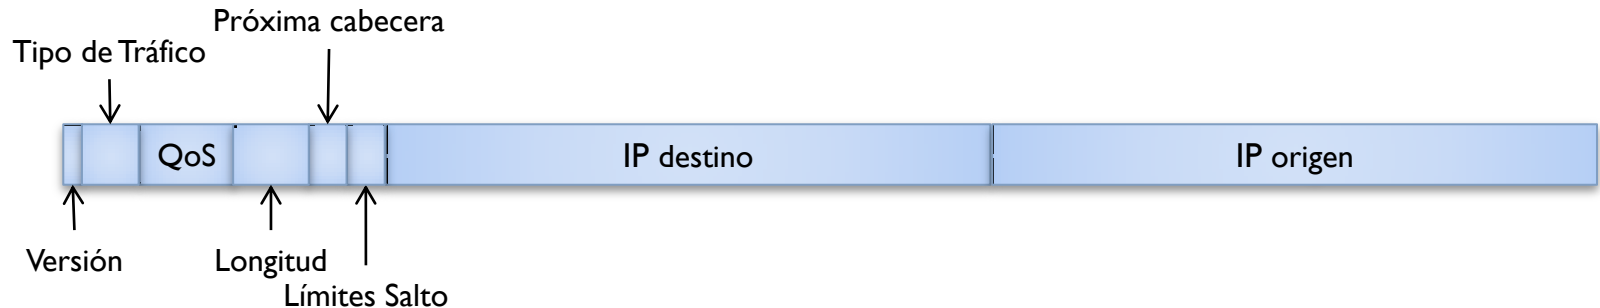 Próxima cabecera
Tipo de Tráfico
QoS
IP destino
IP origen
Versión
Longitud
Límites Salto